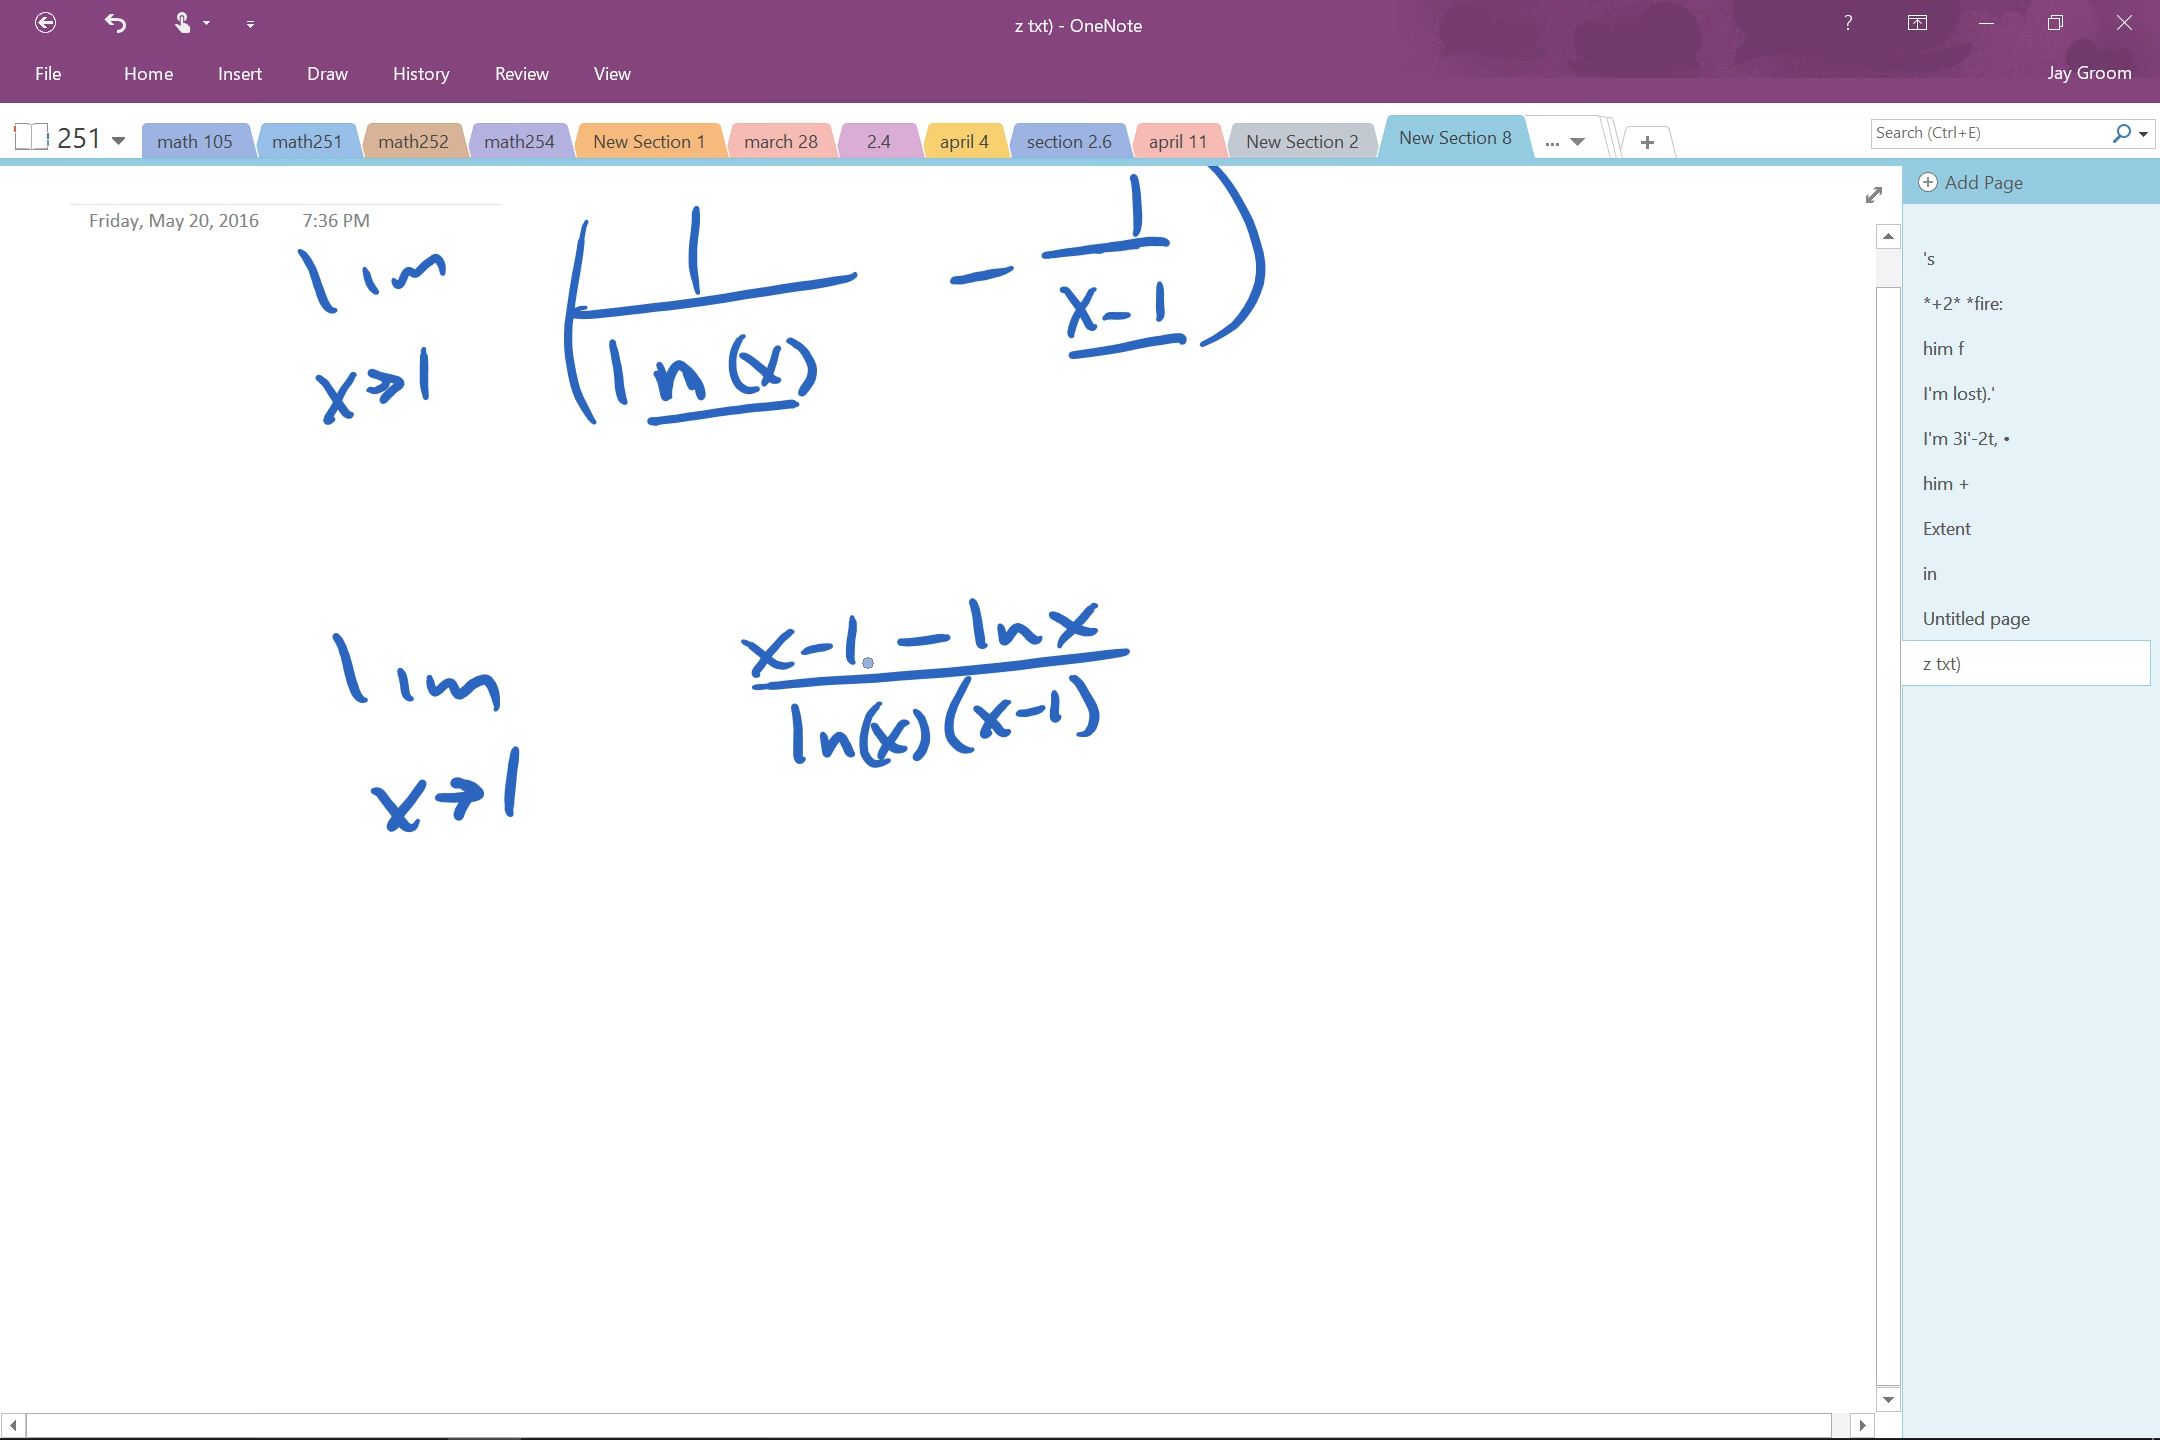 z txt) - OneNote
?
File Home Insert Draw History Review View
Jay Groom
251
math 105 math251 math252 math254 New Section 1 march 28 2.4 april 4 section 2.6 april 11 New Section 2 New Section 8 ... +
Search (Ctrl+E)
Add Page
Friday, May 20, 2016 7:36 PM
lim ( 1 / ln(x) - 1 / x-1 )
x→1
lim x-1 - ln x / ln(x)(x-1)
x→1
's
*+2* *fire:
him f
I'm lost).'
I'm 3i'-2t, •
him +
Extent
in
Untitled page
z txt)